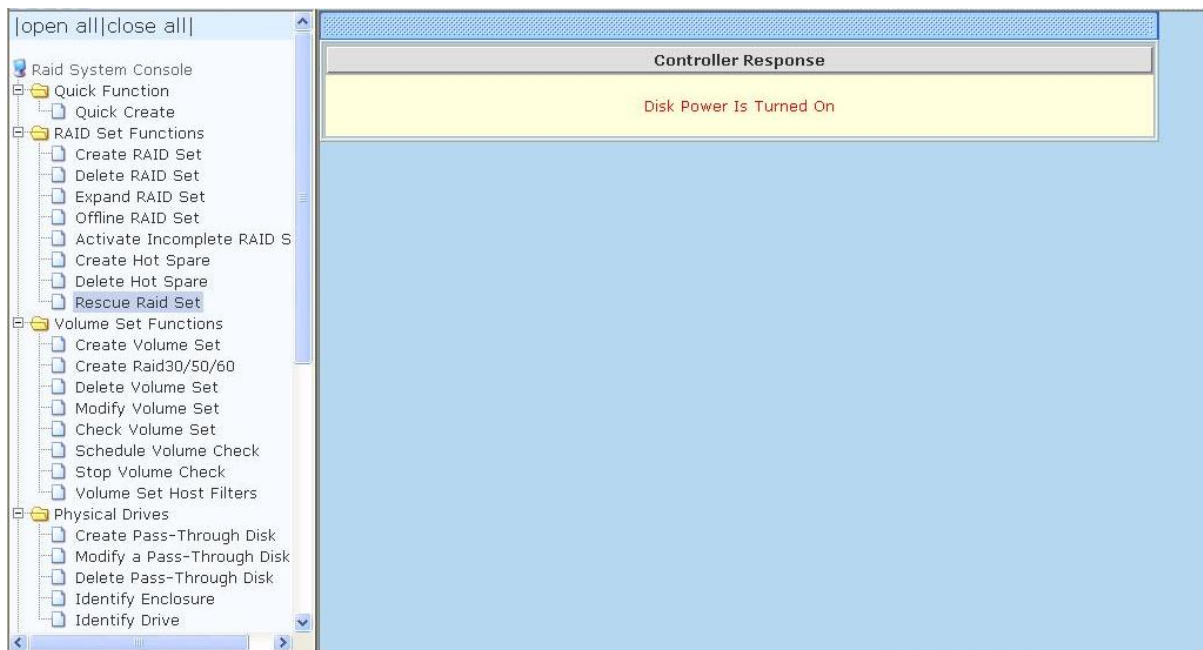 |open all|close all|
Raid System Console
Quick Function
Quick Create
RAID Set Functions
Create RAID Set
Delete RAID Set
Expand RAID Set
Offline RAID Set
Activate Incomplete RAID S
Create Hot Spare
Delete Hot Spare
Rescue Raid Set
Volume Set Functions
Create Volume Set
Create Raid30/50/60
Delete Volume Set
Modify Volume Set
Check Volume Set
Schedule Volume Check
Stop Volume Check
Volume Set Host Filters
Physical Drives
Create Pass-Through Disk
Modify a Pass-Through Disk
Delete Pass-Through Disk
Identify Enclosure
Identify Drive
Controller Response
Disk Power Is Turned On